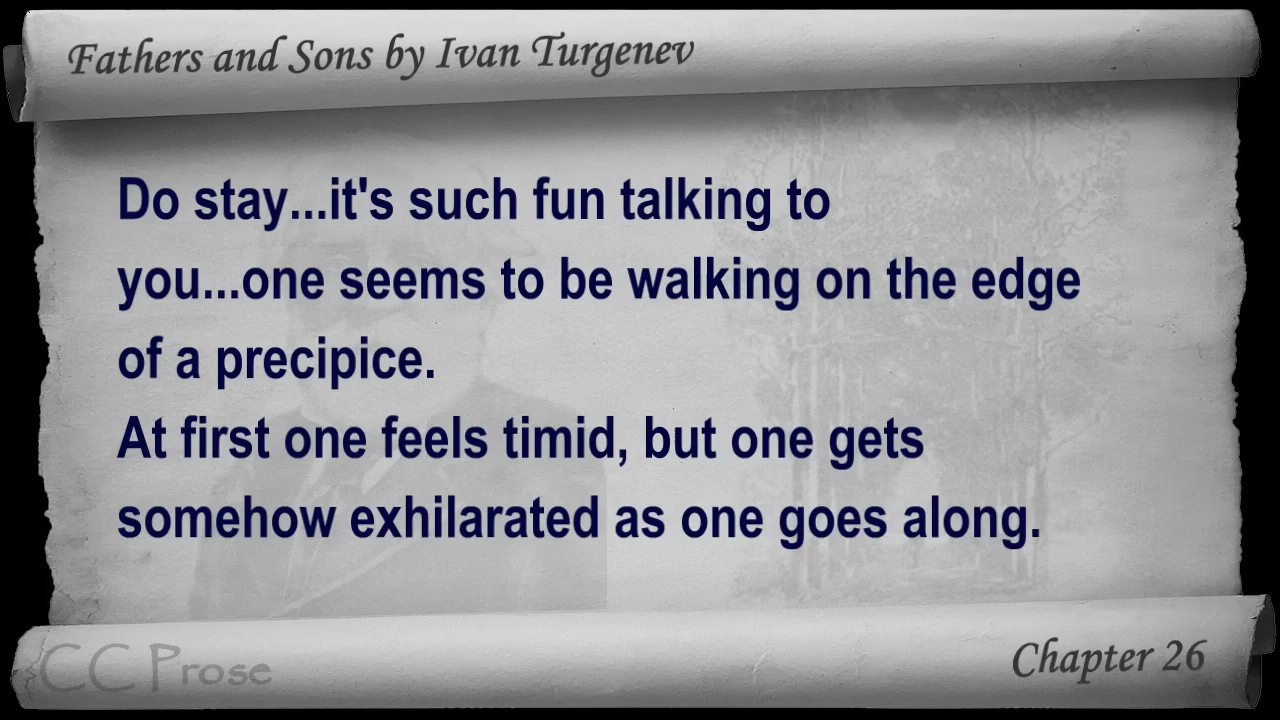 Fathers and Sons by Ivan Turgenev
Do stay...it's such fun talking to
you...one seems to be walking on the edge
of a precipice.
At first one feels timid, but one gets
somehow exhilarated as one goes along.
CC Prose
Chapter 26